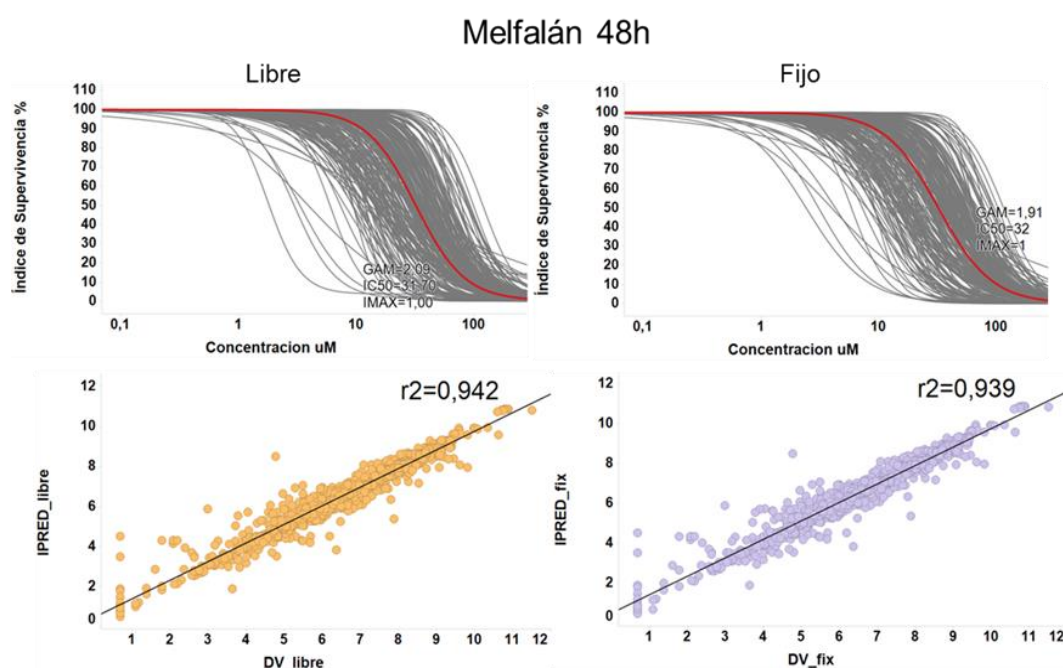 Melfalán 48h
Libre
Fijo
Índice de Supervivencia %
110
100
90
80
70
60
50
40
30
20
10
0
GAM=2,09
IC50=31,70
IMAX=1,00
0,1 1 10 100
Concentracion uM
Índice de Supervivencia %
110
100
90
80
70
60
50
40
30
20
10
0
GAM=1,91
IC50=32
IMAX=1
0,1 1 10 100
Concentracion uM
r2=0,942
IPRED_libre
12
10
8
6
4
2
0
1 2 3 4 5 6 7 8 9 10 11 12
DV_libre
r2=0,939
IPRED_fix
12
10
8
6
4
2
0
1 2 3 4 5 6 7 8 9 10 11 12
DV_fix